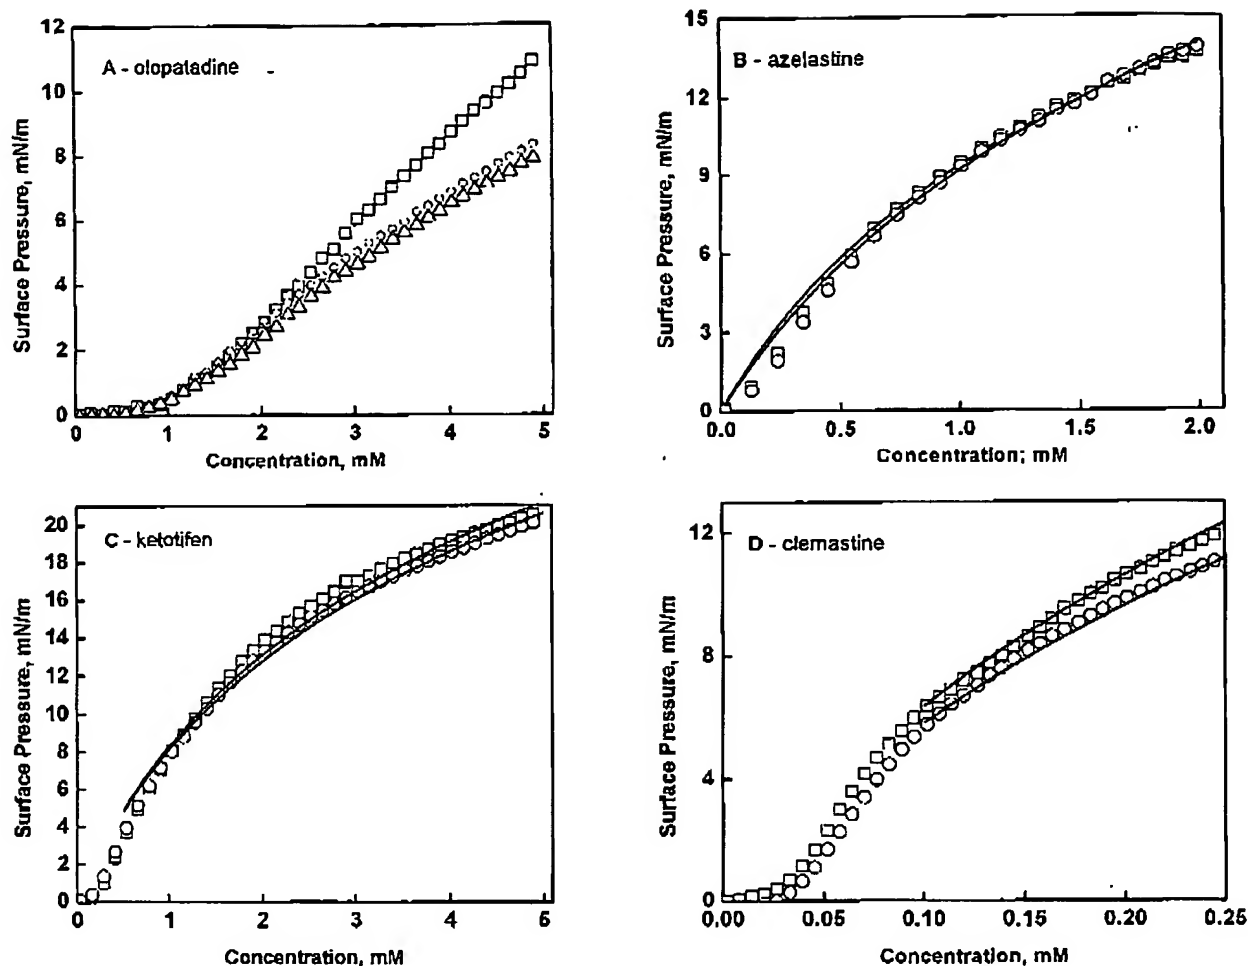 A - olopatadine
12
10
8
6
4
2
0
Surface Pressure, mN/m
0 1 2 3 4 5
Concentration, mM
B - azelastine
15
12
9
6
3
0
Surface Pressure, mN/m
0.0 0.5 1.0 1.5 2.0
Concentration, mM
C - ketotifen
20
18
16
14
12
10
8
6
4
2
0
Surface Pressure, mN/m
0 1 2 3 4 5
Concentration, mM
D - clemastine
12
8
4
0
Surface Pressure, mN/m
0.00 0.05 0.10 0.15 0.20 0.25
Concentration, mM